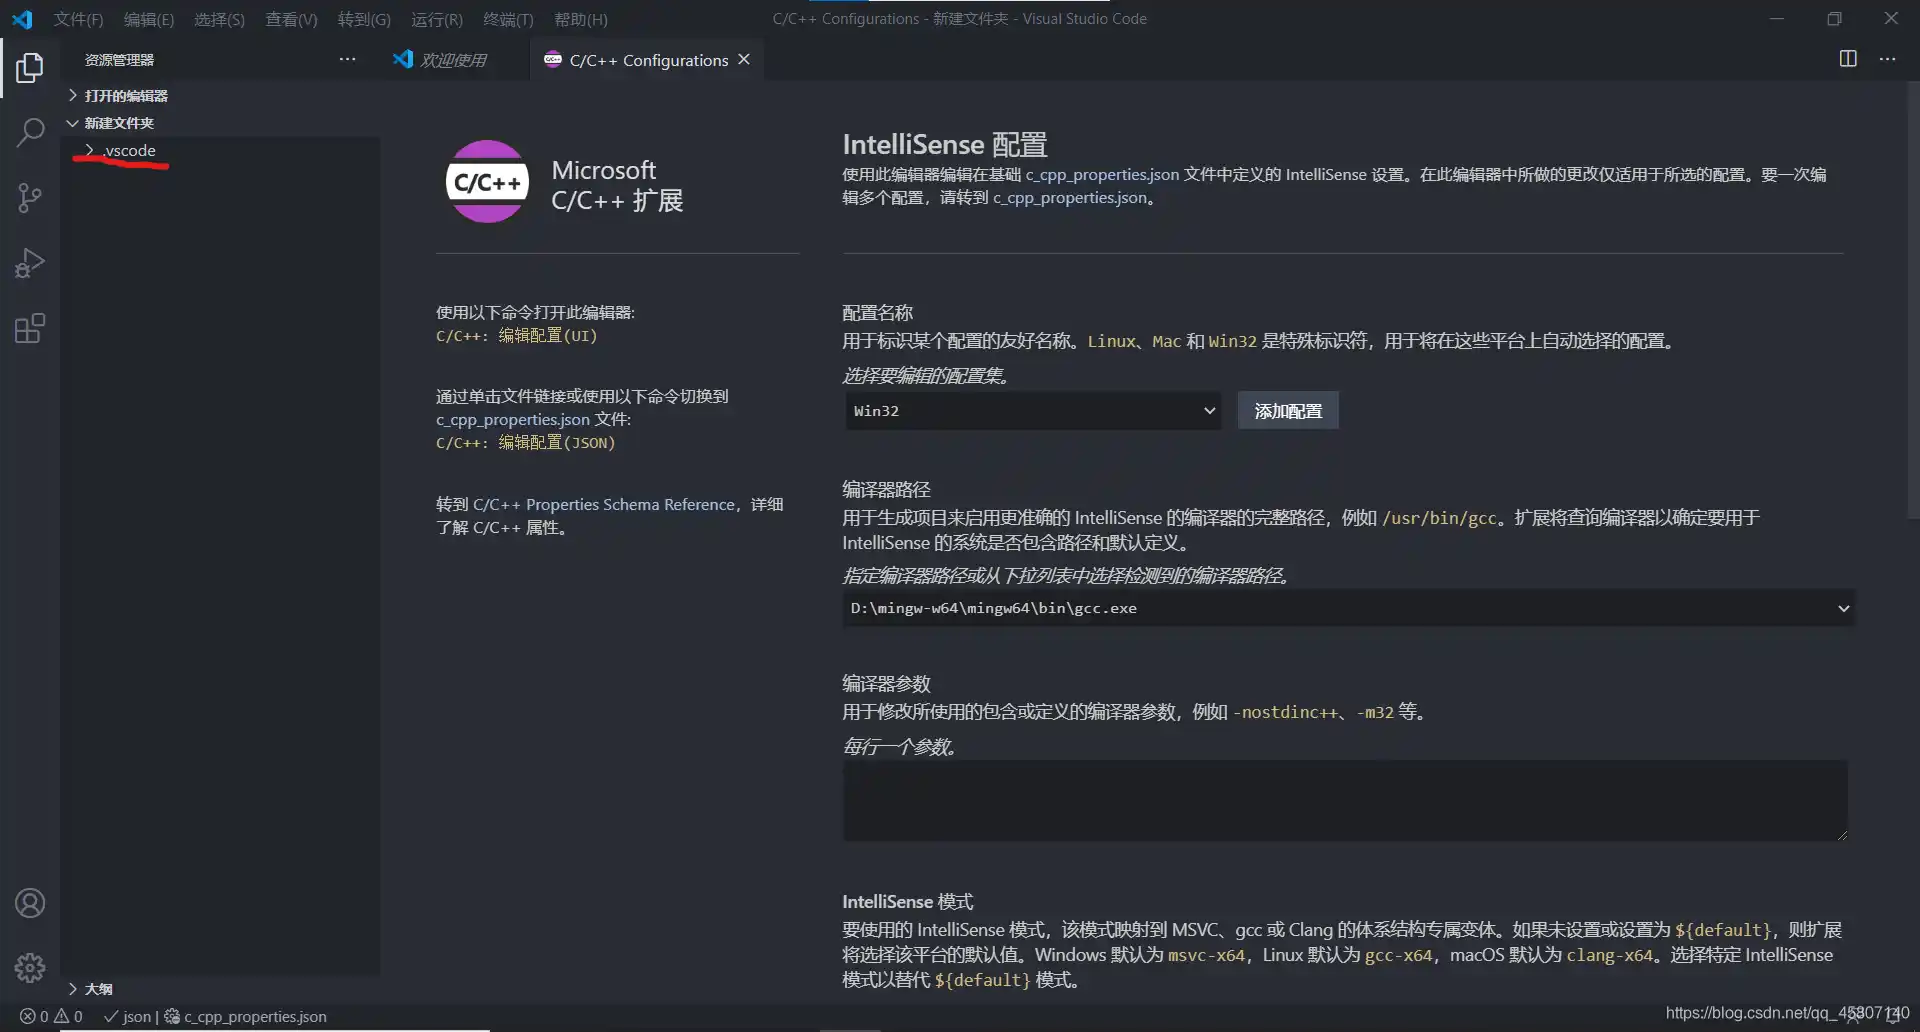 文件(F) 编辑(E) 选择(S) 查看(V) 转到(G) 运行(R) 终端(T) 帮助(H)
C/C++ Configurations - 新建文件夹 - Visual Studio Code
资源管理器
欢迎使用
C/C++ Configurations
打开的编辑器
新建文件夹
.vscode
C/C++
Microsoft
C/C++ 扩展
使用以下命令打开此编辑器:
C/C++: 编辑配置(UI)
通过单击文件链接或使用以下命令切换到
c_cpp_properties.json 文件:
C/C++: 编辑配置(JSON)
转到 C/C++ Properties Schema Reference，详细
了解 C/C++ 属性。
IntelliSense 配置
使用此编辑器编辑在基础 c_cpp_properties.json 文件中定义的 IntelliSense 设置。在此编辑器中所做的更改仅适用于所选的配置。要一次编
辑多个配置，请转到 c_cpp_properties.json。
配置名称
用于标识某个配置的友好名称。Linux、Mac 和 Win32 是特殊标识符，用于将在这些平台上自动选择的配置。
选择要编辑的配置集。
Win32
添加配置
编译器路径
用于生成项目来启用更准确的 IntelliSense 的编译器的完整路径，例如 /usr/bin/gcc。扩展将查询编译器以确定要用于
IntelliSense 的系统是否包含路径和默认定义。
指定编译器路径或从下拉列表中选择检测到的编译器路径。
D:\mingw-w64\mingw64\bin\gcc.exe
编译器参数
用于修改所使用的包含或定义的编译器参数，例如 -nostdinc++、-m32 等。
每行一个参数。
IntelliSense 模式
要使用的 IntelliSense 模式，该模式映射到 MSVC、gcc 或 Clang 的体系结构专属变体。如果未设置或设置为 ${default}，则扩展
将选择该平台的默认值。Windows 默认为 msvc-x64，Linux 默认为 gcc-x64，macOS 默认为 clang-x64。选择特定 IntelliSense
模式以替代 ${default} 模式。
大纲
0 0 json | c_cpp_properties.json
https://blog.csdn.net/qq_45807140